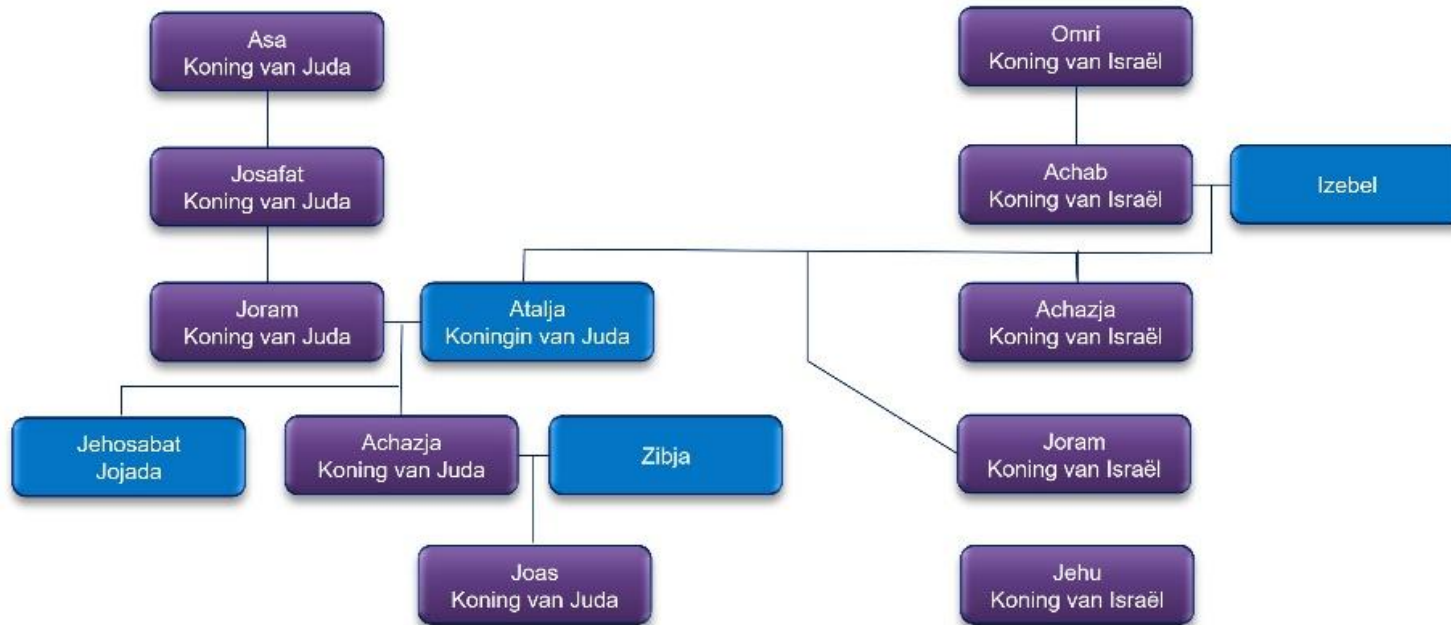 Asa
Koning van Juda
Omri
Koning van Israël
Josafat
Koning van Juda
Achab
Koning van Israël
Izebel
Joram
Koning van Juda
Atalja
Koningin van Juda
Achazja
Koning van Israël
Jehosabat
Jojada
Achazja
Koning van Juda
Zibja
Joram
Koning van Israël
Joas
Koning van Juda
Jehu
Koning van Israël